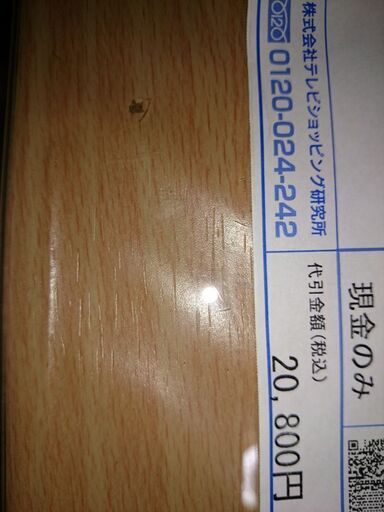 株式会社テレビショッピング研究所
0120-024-242
現金のみ
代引金額(税込)
20,800円